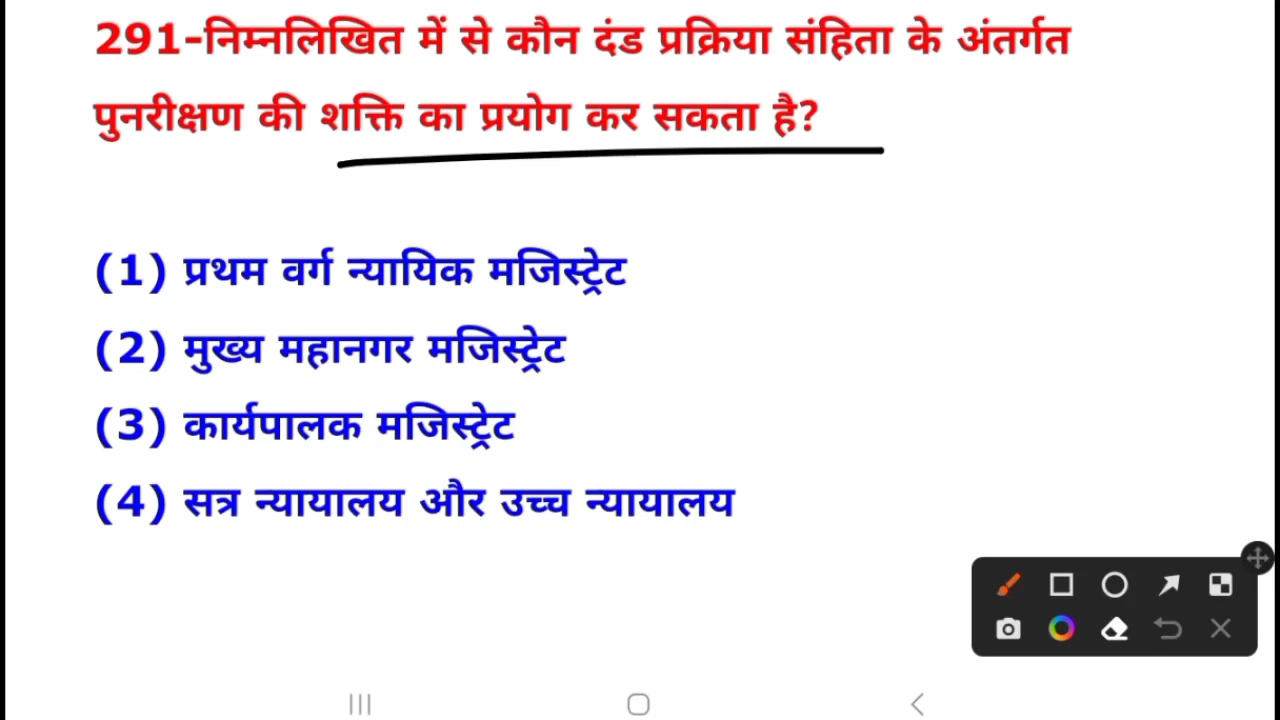 291-निम्नलिखित में से कौन दंड प्रक्रिया संहिता के अंतर्गत
पुनरीक्षण की शक्ति का प्रयोग कर सकता है?
(1) प्रथम वर्ग न्यायिक मजिस्ट्रेट
(2) मुख्य महानगर मजिस्ट्रेट
(3) कार्यपालक मजिस्ट्रेट
(4) सत्र न्यायालय और उच्च न्यायालय